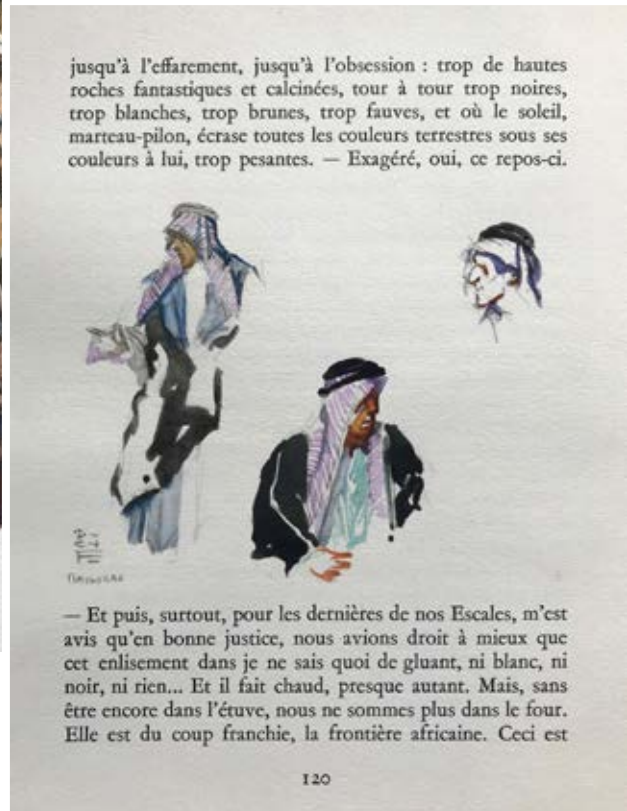 jusqu'à l'effarement, jusqu'à l'obsession : trop de hautes
roches fantastiques et calcinées, tour à tour trop noires,
trop blanches, trop brunes, trop fauves, et où le soleil,
marteau-pilon, écrase toutes les couleurs terrestres sous ses
couleurs à lui, trop pesantes. — Exagéré, oui, ce repos-ci.
— Et puis, surtout, pour les dernières de nos Escales, m'est
avis qu'en bonne justice, nous avions droit à mieux que
cet enlisement dans je ne sais quoi de gluant, ni blanc, ni
noir, ni rien... Et il fait chaud, presque autant. Mais, sans
être encore dans l'étuve, nous ne sommes plus dans le four.
Elle est du coup franchie, la frontière africaine. Ceci est
120